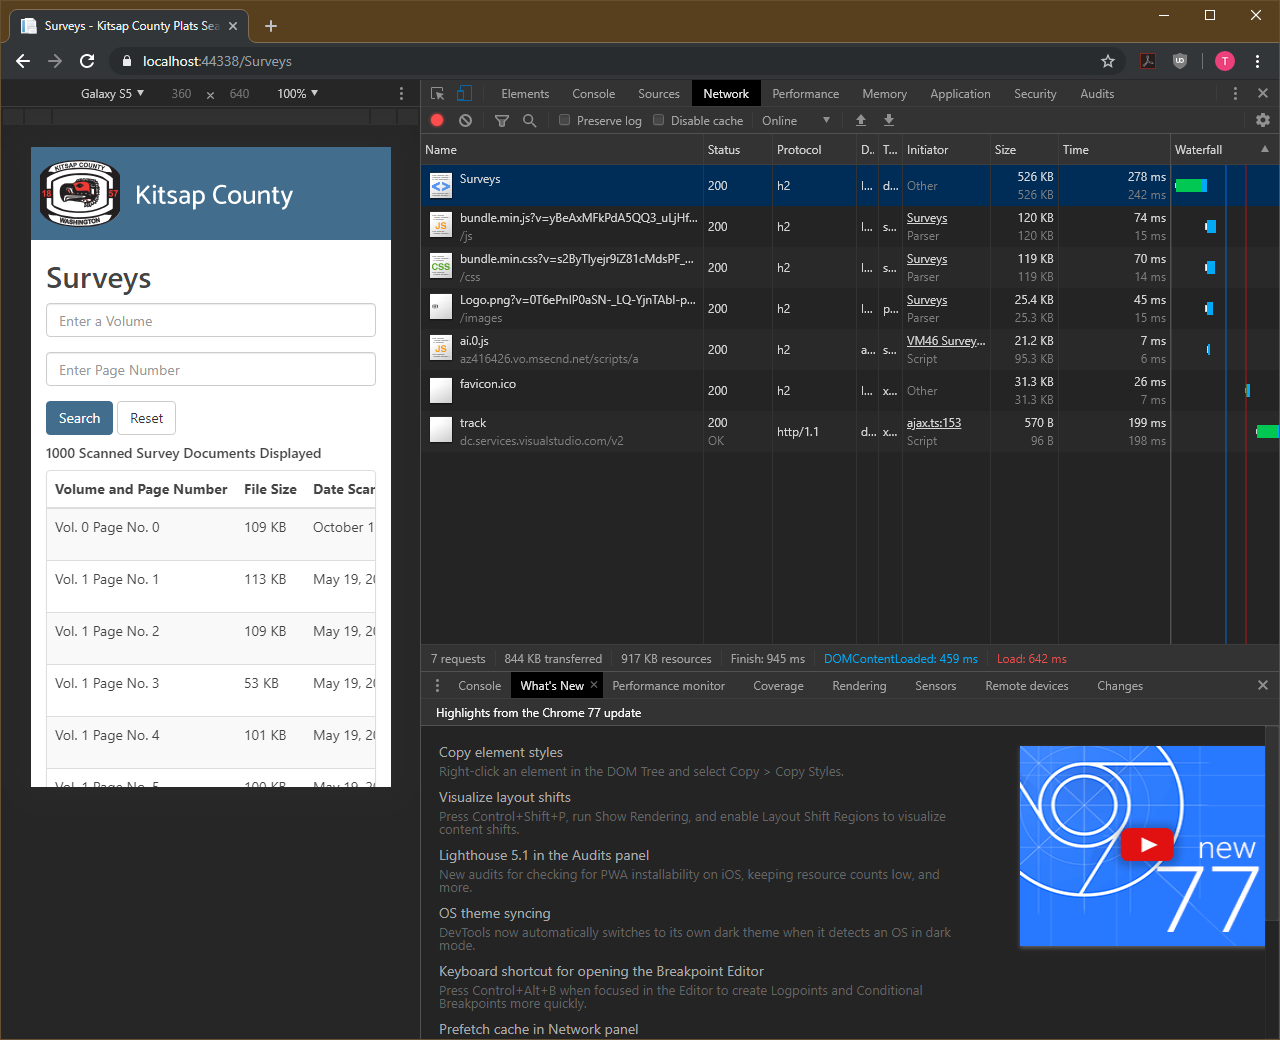 Surveys - Kitsap County Plats Sea
localhost:44338/Surveys
T
Galaxy S5 360 × 640 100%
KITSAP COUNTY
18 57
WASHINGTON
Kitsap County
Surveys
Enter a Volume
Enter Page Number
Search Reset
1000 Scanned Survey Documents Displayed
Volume and Page Number File Size Date Scar
Vol. 0 Page No. 0 109 KB October 1
Vol. 1 Page No. 1 113 KB May 19, 20
Vol. 1 Page No. 2 109 KB May 19, 20
Vol. 1 Page No. 3 53 KB May 19, 20
Vol. 1 Page No. 4 101 KB May 19, 20
Vol. 1 Page No. 5 100 KB May 19, 20
Elements Console Sources Network Performance Memory Application Security Audits
Preserve log Disable cache Online
Name Status Protocol D.. T... Initiator Size Time Waterfall
Surveys 200 h2 l... d... Other 526 KB 278 ms
526 KB 242 ms
bundle.min.js?v=yBeAxMFkPdA5QQ3_uLjHf... 200 h2 l... s... Surveys 120 KB 74 ms
/js Parser 120 KB 15 ms
bundle.min.css?v=s2ByTIyejr9iZ81cMdsPF_... 200 h2 l... s... Surveys 119 KB 70 ms
/css Parser 119 KB 14 ms
Logo.png?v=0T6ePnIP0aSN-_LQ-YjnTAbI-p... 200 h2 l... p... Surveys 25.4 KB 45 ms
/images Parser 25.3 KB 15 ms
ai.0.js 200 h2 a... s... VM46 Survey... 21.2 KB 7 ms
az416426.vo.msecnd.net/scripts/a Script 95.3 KB 6 ms
favicon.ico 200 h2 l... x... Other 31.3 KB 26 ms
31.3 KB 7 ms
track 200 http/1.1 d... x... ajax.ts:153 570 B 199 ms
dc.services.visualstudio.com/v2 OK Script 96 B 198 ms
7 requests 844 KB transferred 917 KB resources Finish: 945 ms DOMContentLoaded: 459 ms Load: 642 ms
Console What's New Performance monitor Coverage Rendering Sensors Remote devices Changes
Highlights from the Chrome 77 update
Copy element styles
Right-click an element in the DOM Tree and select Copy > Copy Styles.
Visualize layout shifts
Press Control+Shift+P, run Show Rendering, and enable Layout Shift Regions to visualize
content shifts.
Lighthouse 5.1 in the Audits panel
New audits for checking for PWA installability on iOS, keeping resource counts low, and
more.
OS theme syncing
DevTools now automatically switches to its own dark theme when it detects an OS in dark
mode.
Keyboard shortcut for opening the Breakpoint Editor
Press Control+Alt+B when focused in the Editor to create Logpoints and Conditional
Breakpoints more quickly.
Prefetch cache in Network panel
new
77